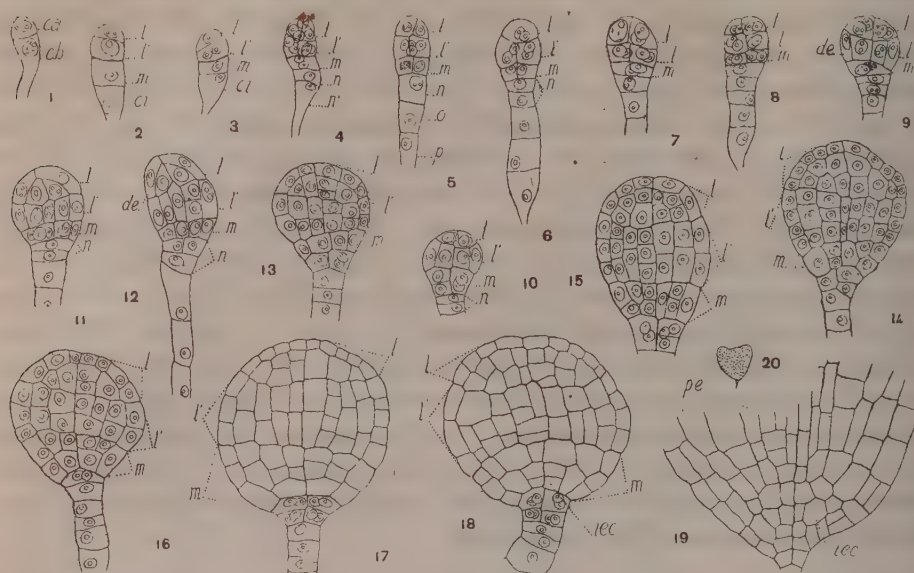 ca l l l l l l l l
cb l' l' l' l' l' l l' de l'
m m m m m m m m
ci ci n n n
n' o
p
1 2 3 4 5 6 7 8 9
l l l l l l
de l' l' l' l' l' l'
m m m m m m
n n n
11 12 13 10 15 14
20
l l l pe
l' l' l'
m m m
iec iec
16 17 18 19